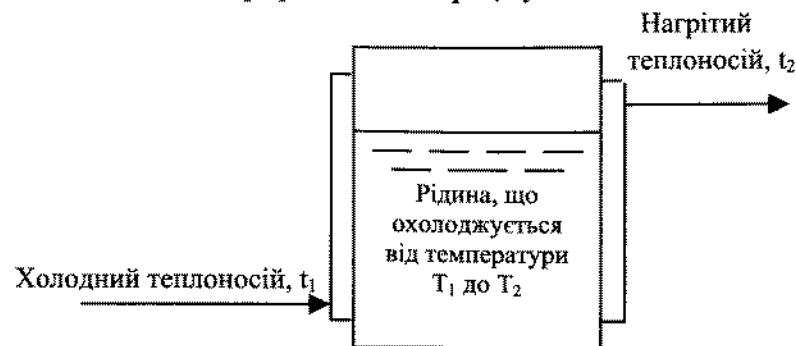 Нагрітий
теплоносій, t₂
Рідина, що
охолоджується
від температури
T₁ до T₂
Холодний теплоносій, t₁